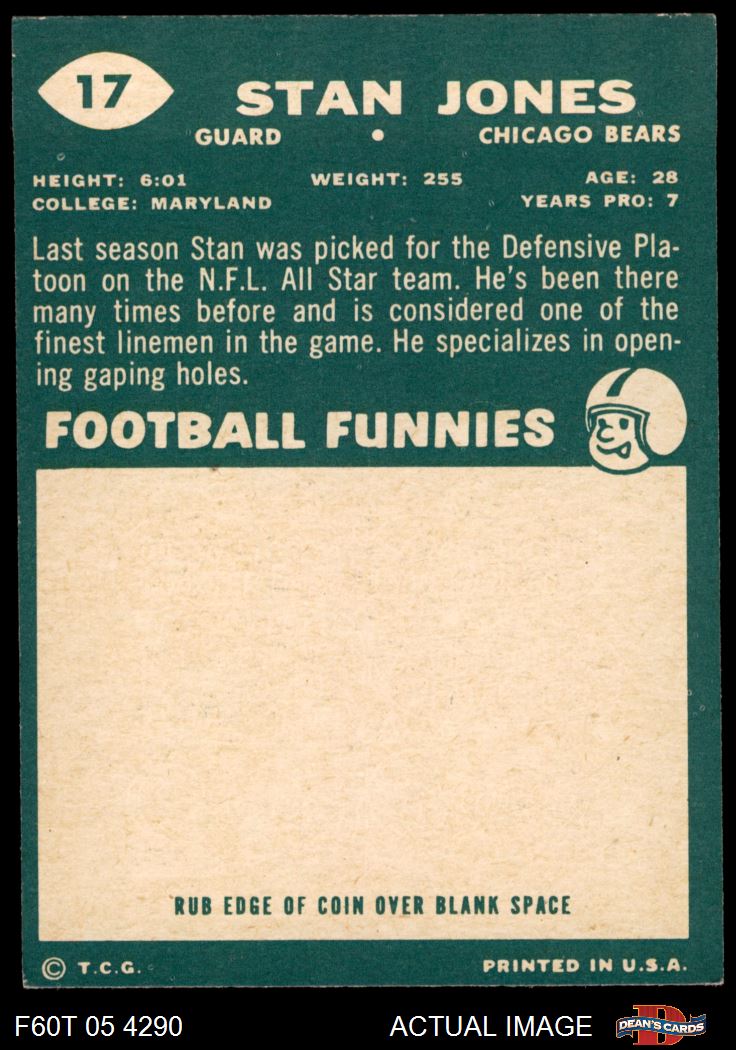 17
STAN JONES
GUARD • CHICAGO BEARS
HEIGHT: 6:01 WEIGHT: 255 AGE: 28
COLLEGE: MARYLAND YEARS PRO: 7
Last season Stan was picked for the Defensive Pla-
toon on the N.F.L. All Star team. He's been there
many times before and is considered one of the
finest linemen in the game. He specializes in open-
ing gaping holes.
FOOTBALL FUNNIES
RUB EDGE OF COIN OVER BLANK SPACE
© T.C.G. PRINTED IN U.S.A.
F60T 05 4290 ACTUAL IMAGE DEAN'S CARDS